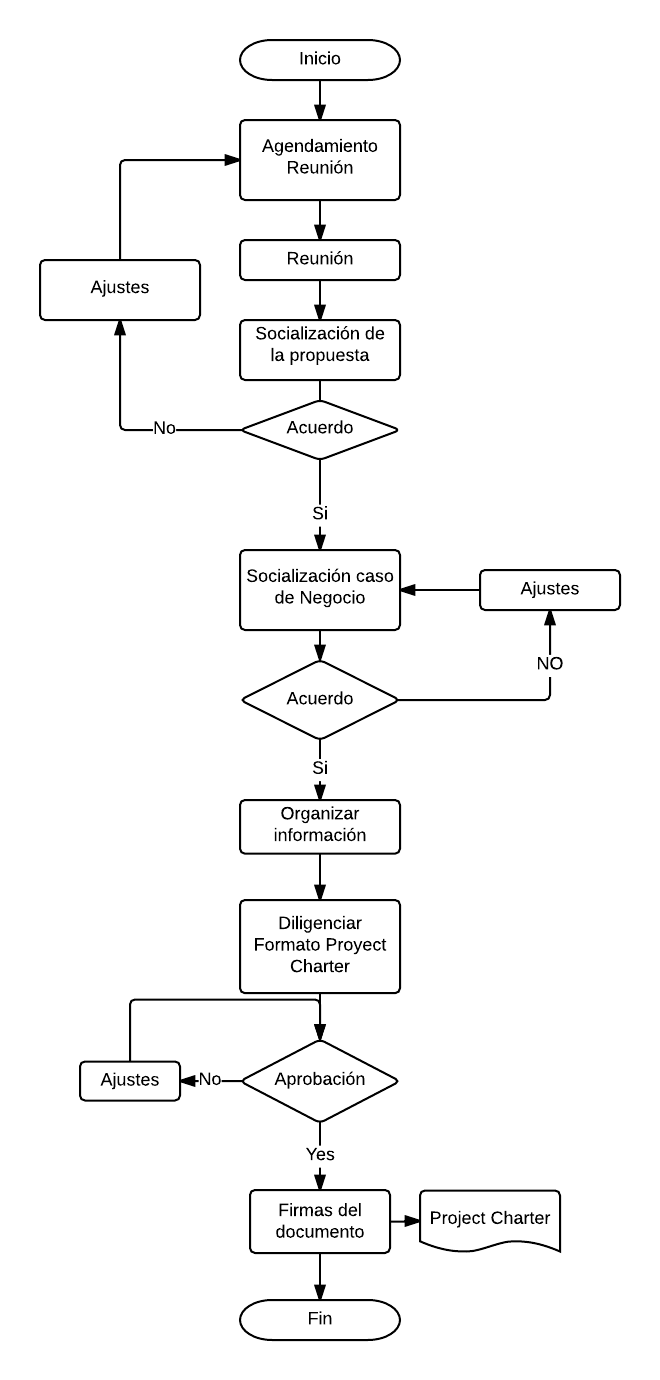 Inicio
Agendamiento
Reunión
Ajustes
Reunión
Socialización de
la propuesta
No
Acuerdo
Si
Socialización caso
de Negocio
Ajustes
NO
Acuerdo
Si
Organizar
información
Diligenciar
Formato Proyect
Charter
Ajustes
No
Aprobación
Yes
Firmas del
documento
Project Charter
Fin